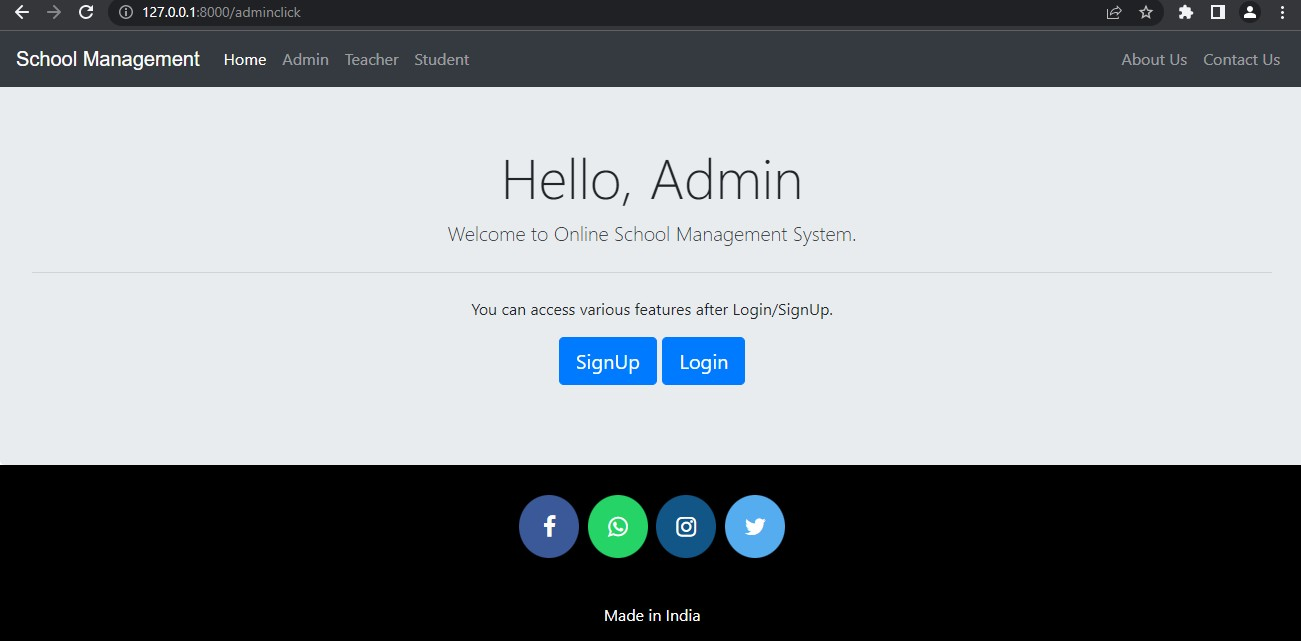 127.0.0.1:8000/adminclick
School Management Home Admin Teacher Student About Us Contact Us
Hello, Admin
Welcome to Online School Management System.
You can access various features after Login/SignUp.
SignUp Login
Made in India